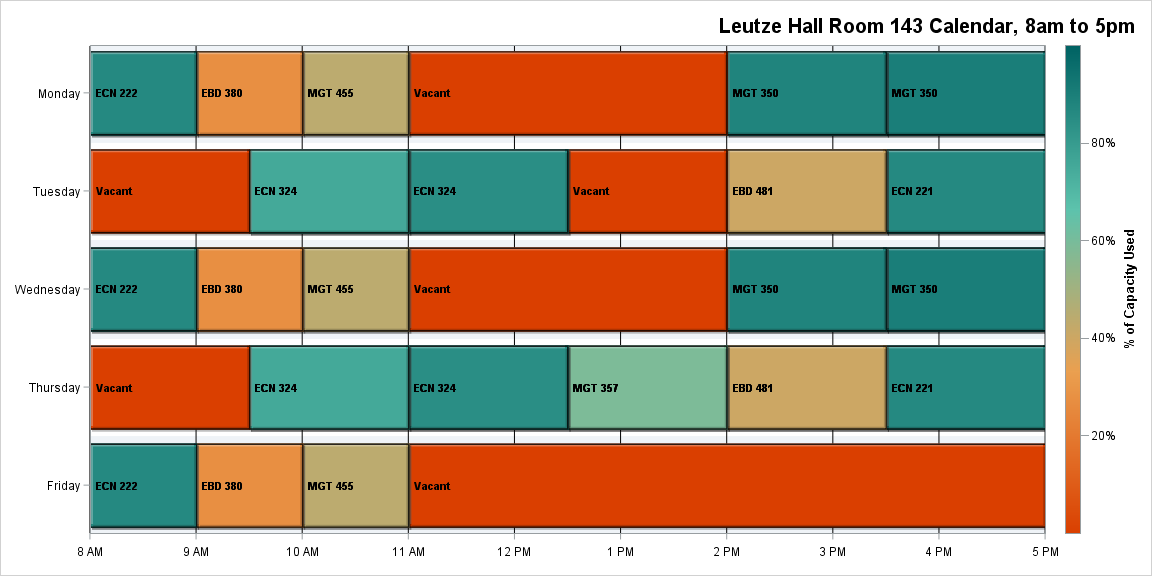 Leutze Hall Room 143 Calendar, 8am to 5pm
Monday
ECN 222
EBD 380
MGT 455
Vacant
MGT 350
MGT 350
Tuesday
Vacant
ECN 324
ECN 324
Vacant
EBD 481
ECN 221
Wednesday
ECN 222
EBD 380
MGT 455
Vacant
MGT 350
MGT 350
Thursday
Vacant
ECN 324
ECN 324
MGT 357
EBD 481
ECN 221
Friday
ECN 222
EBD 380
MGT 455
Vacant
8 AM
9 AM
10 AM
11 AM
12 PM
1 PM
2 PM
3 PM
4 PM
5 PM
80%
60%
40%
20%
% of Capacity Used